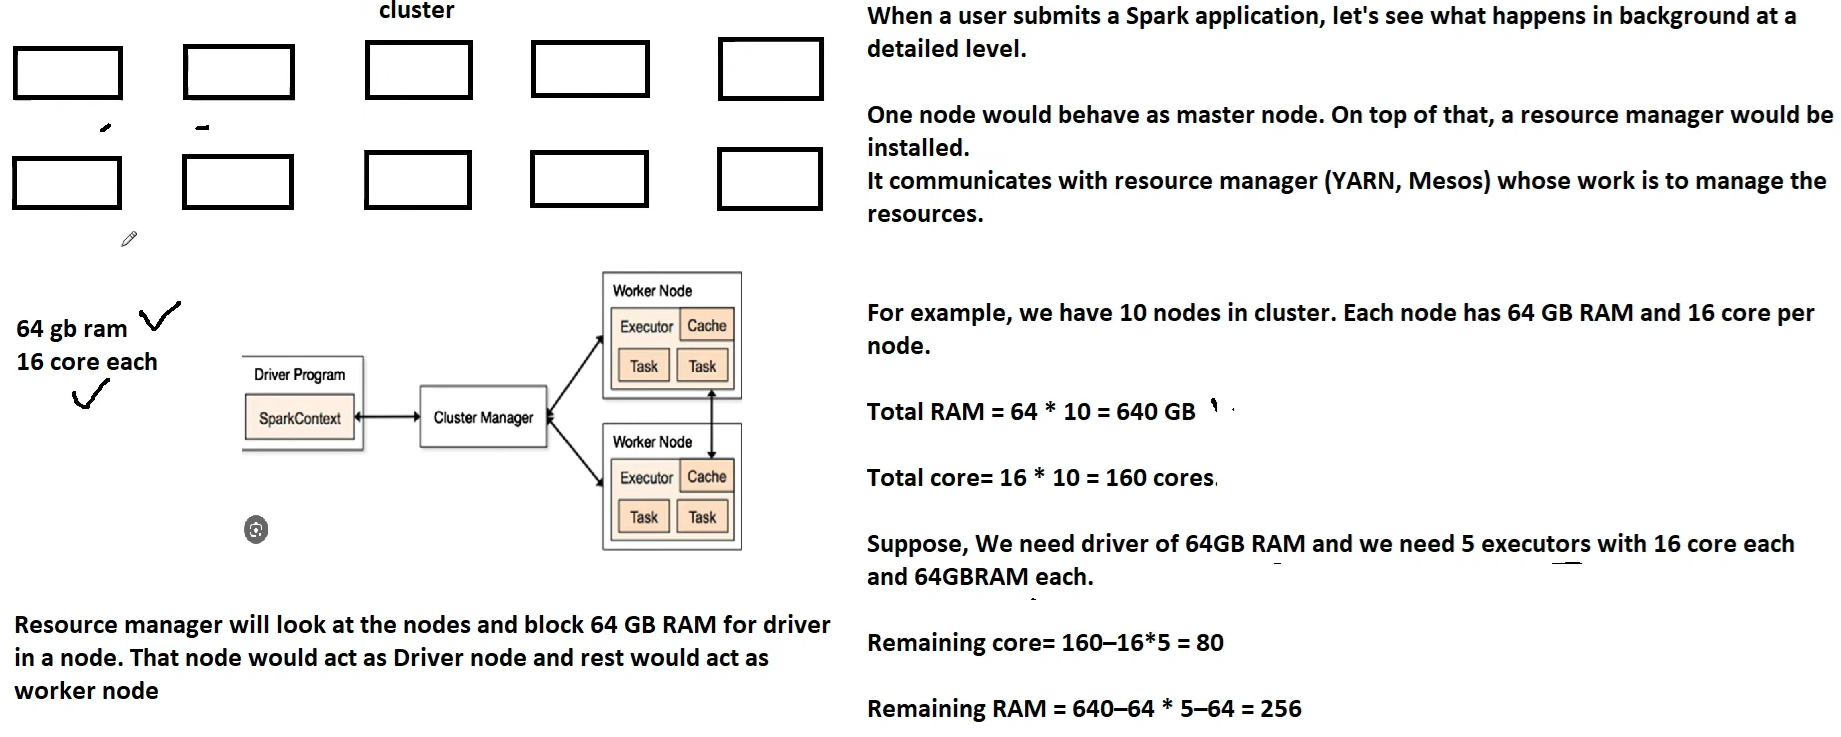 cluster
64 gb ram
16 core each
Driver Program
SparkContext
Cluster Manager
Worker Node
Executor
Cache
Task
Task
Worker Node
Executor
Cache
Task
Task
Resource manager will look at the nodes and block 64 GB RAM for driver
in a node. That node would act as Driver node and rest would act as
worker node
When a user submits a Spark application, let's see what happens in background at a
detailed level.
One node would behave as master node. On top of that, a resource manager would be
installed.
It communicates with resource manager (YARN, Mesos) whose work is to manage the
resources.
For example, we have 10 nodes in cluster. Each node has 64 GB RAM and 16 core per
node.
Total RAM = 64 * 10 = 640 GB
Total core= 16 * 10 = 160 cores.
Suppose, We need driver of 64GB RAM and we need 5 executors with 16 core each
and 64GBRAM each.
Remaining core= 160–16*5 = 80
Remaining RAM = 640–64 * 5–64 = 256